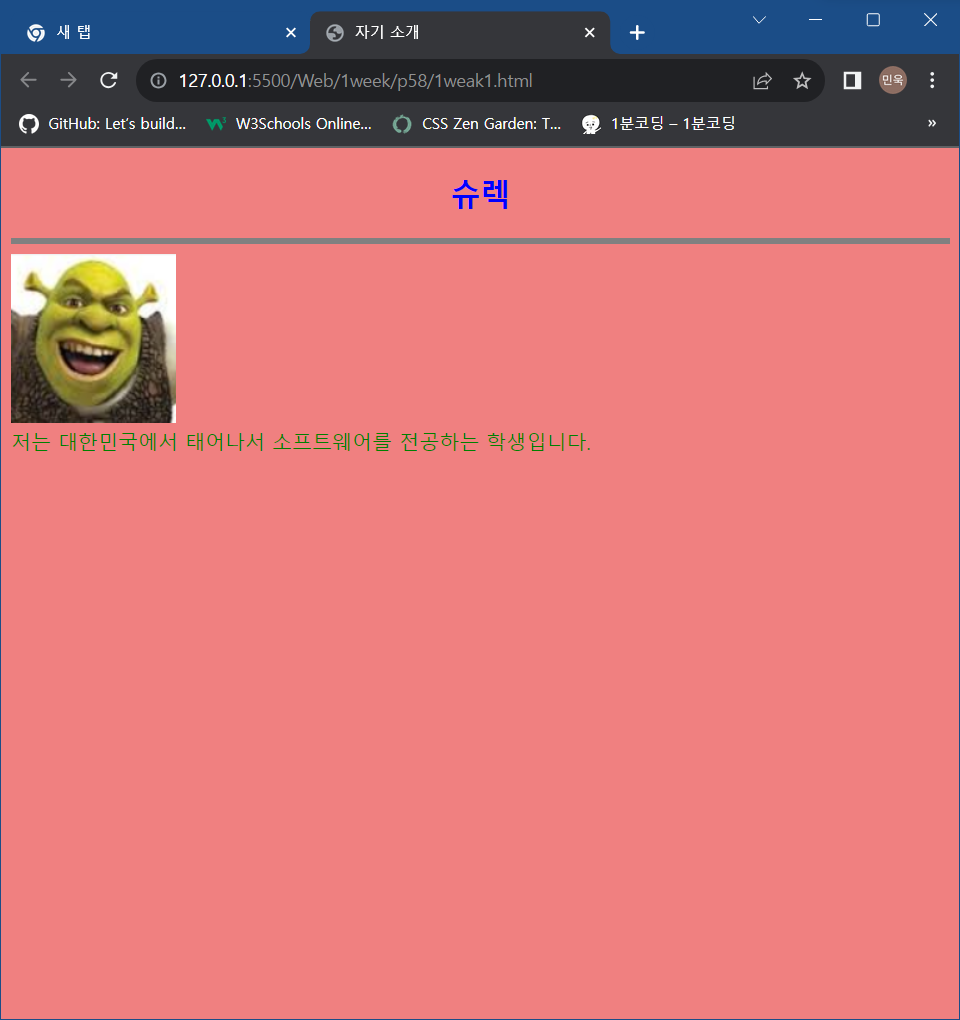 새 탭
자기 소개
127.0.0.1:5500/Web/1week/p58/1weak1.html
민욱
GitHub: Let's build...
W3Schools Online...
CSS Zen Garden: T...
1분코딩 – 1분코딩
»
슈렉
저는 대한민국에서 태어나서 소프트웨어를 전공하는 학생입니다.